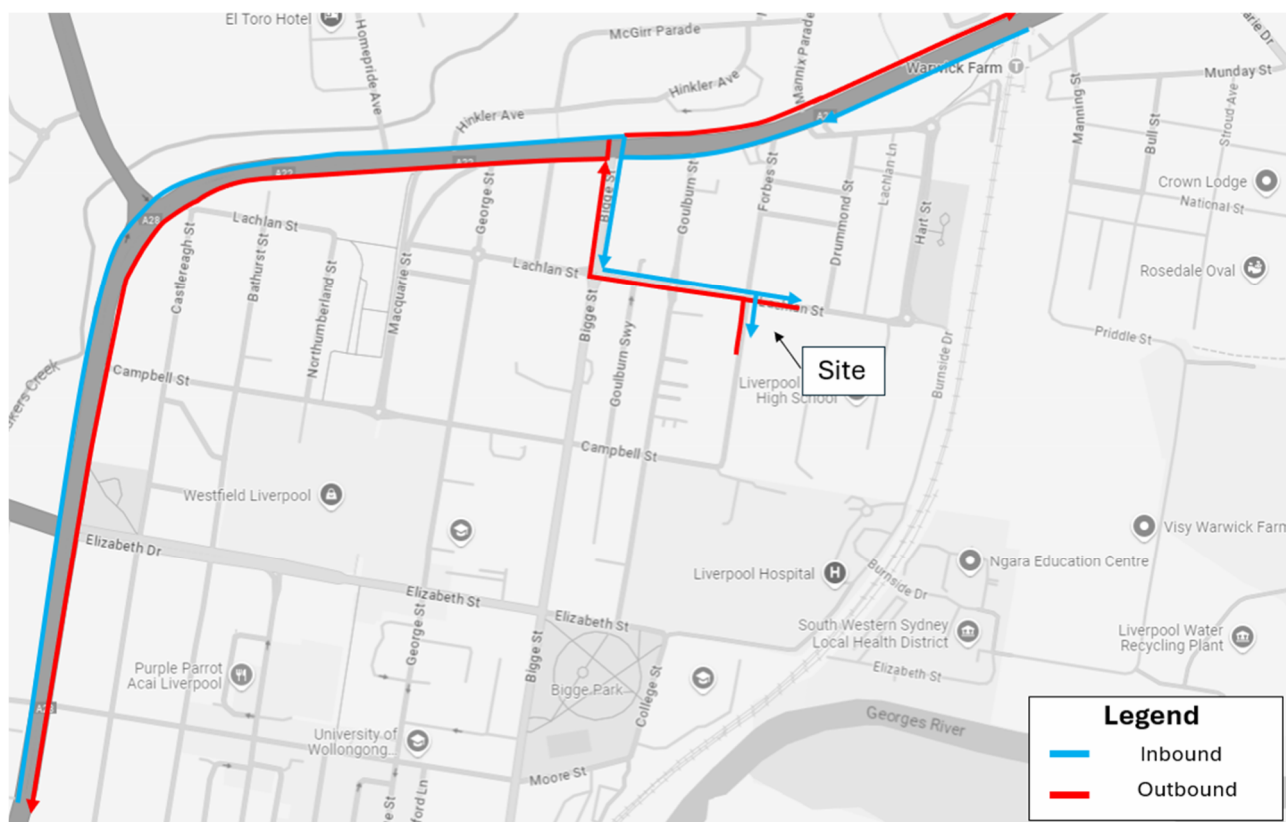 El Toro Hotel
Homepride Ave
McGirr Parade
Mannix Parade
Hinkler Ave
Warwick Farm
Manning St
Munday St
Bull St
Stroud Ave
Hinkler Ave
Crown Lodge
National St
Rosedale Oval
Priddle St
A22
A22
A28
Lachlan St
Castlereagh St
Bathurst St
Northumberland St
Macquarie St
George St
Lachlan St
Bigge St
Goulburn St
Forbes St
Drummond St
Lachlan Ln
Hart St
Lachlan St
Bigge St
Goulburn Swy
Site
Liverpool
High School
Burnside Dr
Campbell St
Campbell St
Westfield Liverpool
Elizabeth Dr
Elizabeth St
Elizabeth St
Liverpool Hospital
Burnside Dr
Ngara Education Centre
Visy Warwick Farm
South Western Sydney
Local Health District
Elizabeth St
Liverpool Water
Recycling Plant
Purple Parrot
Acai Liverpool
George St
Bigge St
Bigge Park
College St
University of
Wollongong...
Moore St
Georges River
Legend
Inbound
Outbound